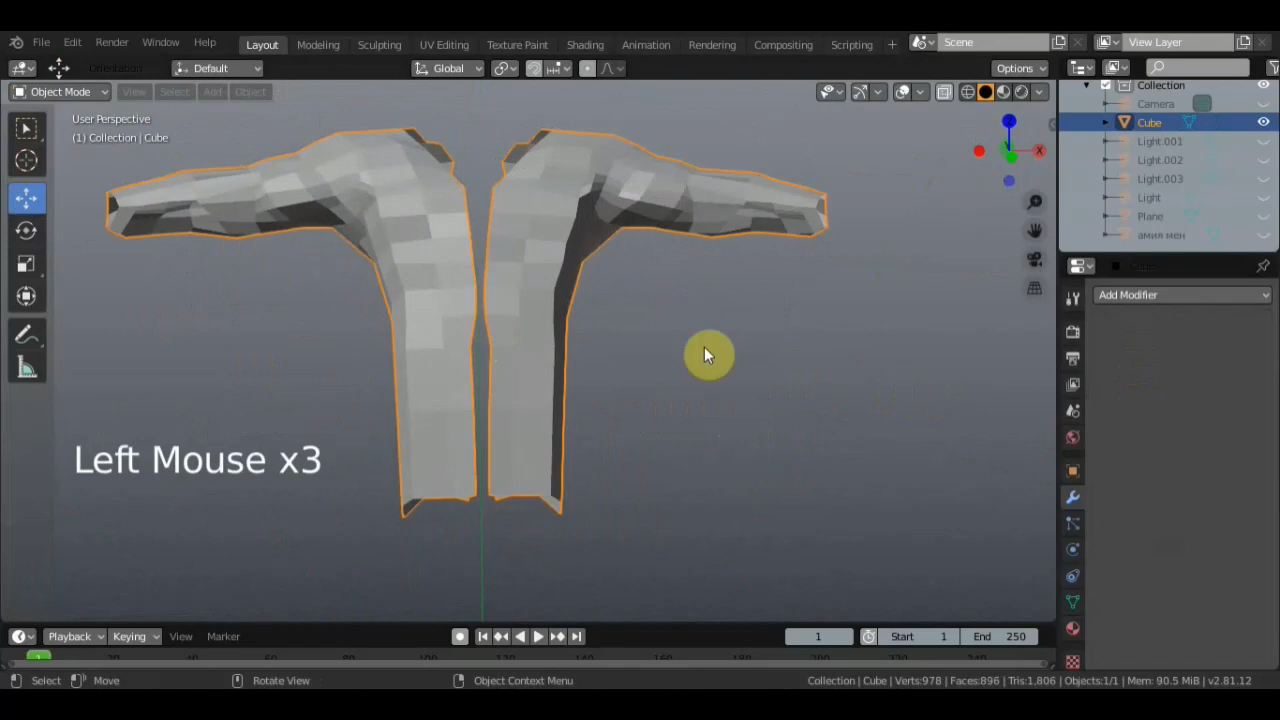 File Edit Render Window Help Layout Modeling Sculpting UV Editing Texture Paint Shading Animation Rendering Compositing Scripting + Scene View Layer
Orientation Default Global Options
Object Mode View Select Add Object
User Perspective
(1) Collection | Cube
Collection
Camera
Cube
Light.001
Light.002
Light.003
Light
Plane
Z
X
Add Modifier
Left Mouse x3
Playback Keying View Marker 1 Start 1 End 250
1
Select Move Rotate View Object Context Menu Collection | Cube | Verts:978 | Faces:896 | Tris:1,806 | Objects:1/1 | Mem: 90.5 MiB | v2.81.12